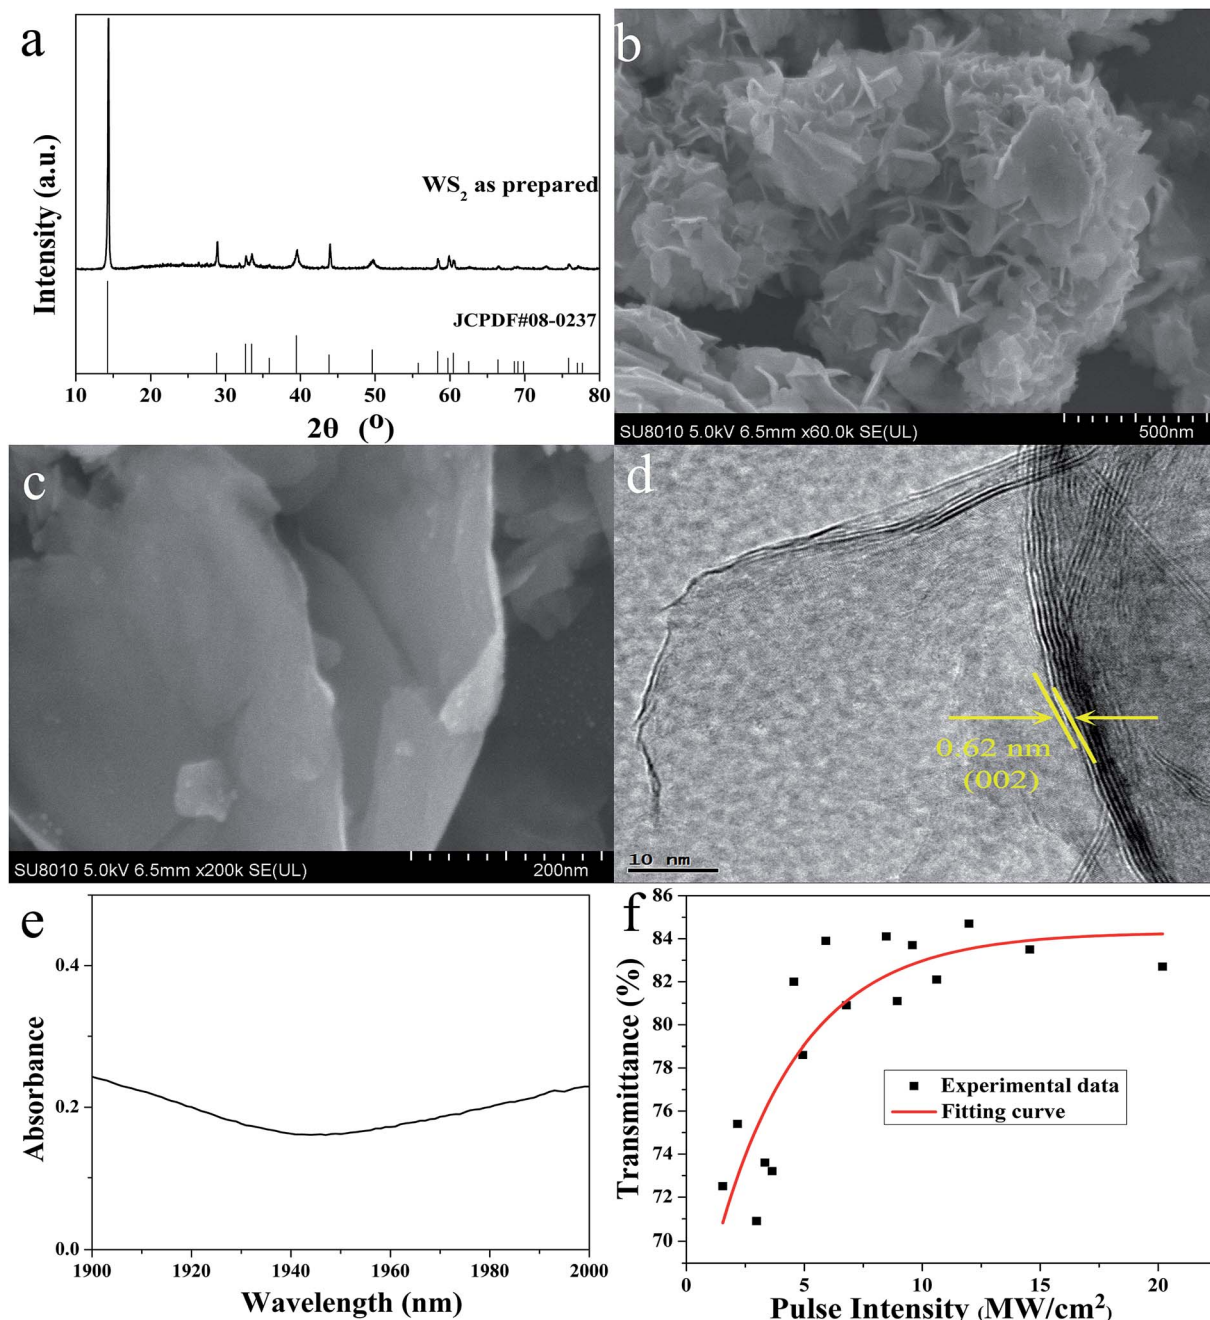 a
Intensity (a.u.)
WS2 as prepared
JCPDF#08-0237
10 20 30 40 50 60 70 80
2θ (o)
b
SU8010 5.0kV 6.5mm x60.0k SE(UL) 500nm
c
SU8010 5.0kV 6.5mm x200k SE(UL) 200nm
d
0.62 nm
(002)
10 nm
e
Absorbance
0.4
0.2
0.0
1900 1920 1940 1960 1980 2000
Wavelength (nm)
f
Transmittance (%)
86
84
82
80
78
76
74
72
70
Experimental data
Fitting curve
0 5 10 15 20
Pulse Intensity (MW/cm2)